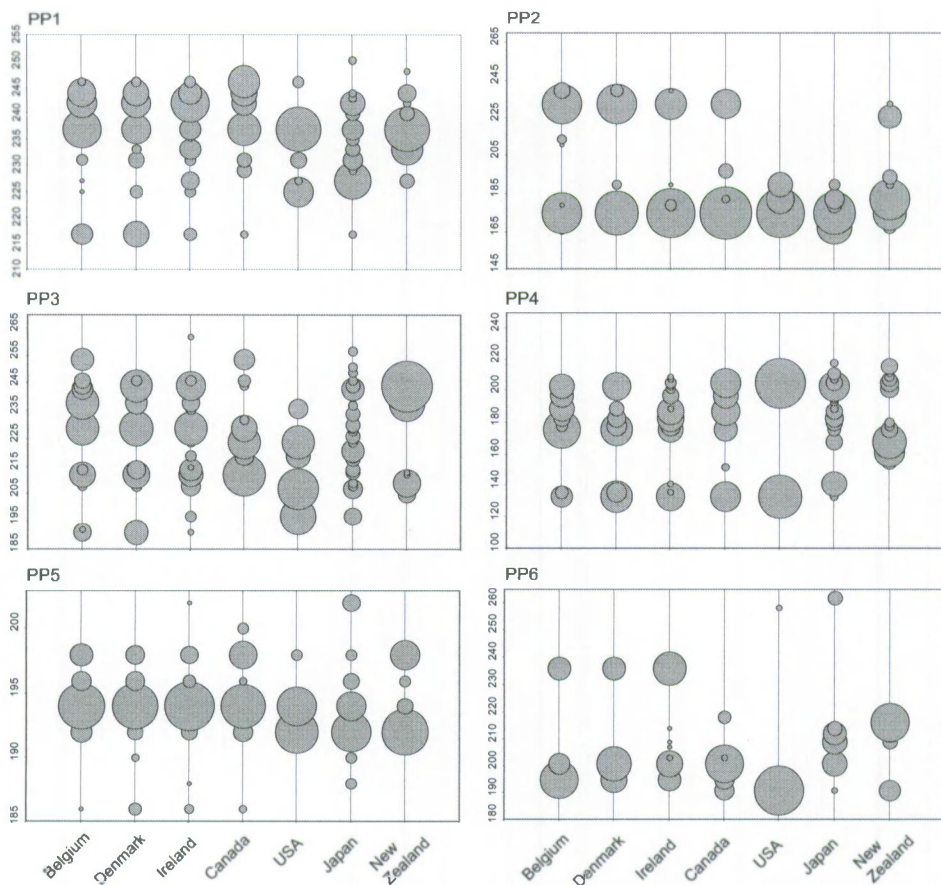 PP1
255
250
245
240
235
230
225
220
215
210
PP2
265
245
225
205
185
165
145
PP3
265
255
245
235
225
215
205
195
185
PP4
240
220
200
180
160
140
120
100
PP5
200
195
190
185
PP6
260
250
240
230
220
210
200
190
180
Belgium
Denmark
Ireland
Canada
USA
Japan
New
Zealand
Belgium
Denmark
Ireland
Canada
USA
Japan
New
Zealand